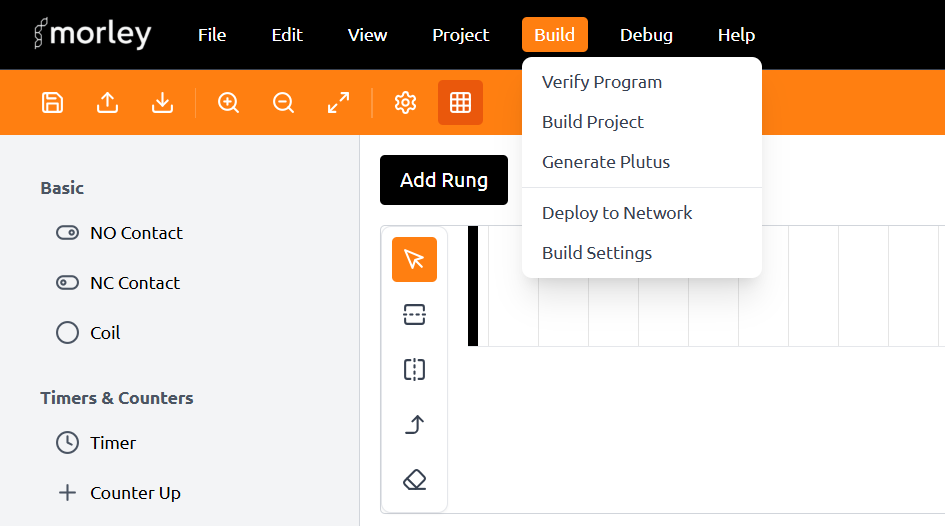 morley File Edit View Project Build Debug Help
Verify Program
Build Project
Generate Plutus
Deploy to Network
Build Settings
Basic
NO Contact
NC Contact
Coil
Timers & Counters
Timer
Counter Up
Add Rung